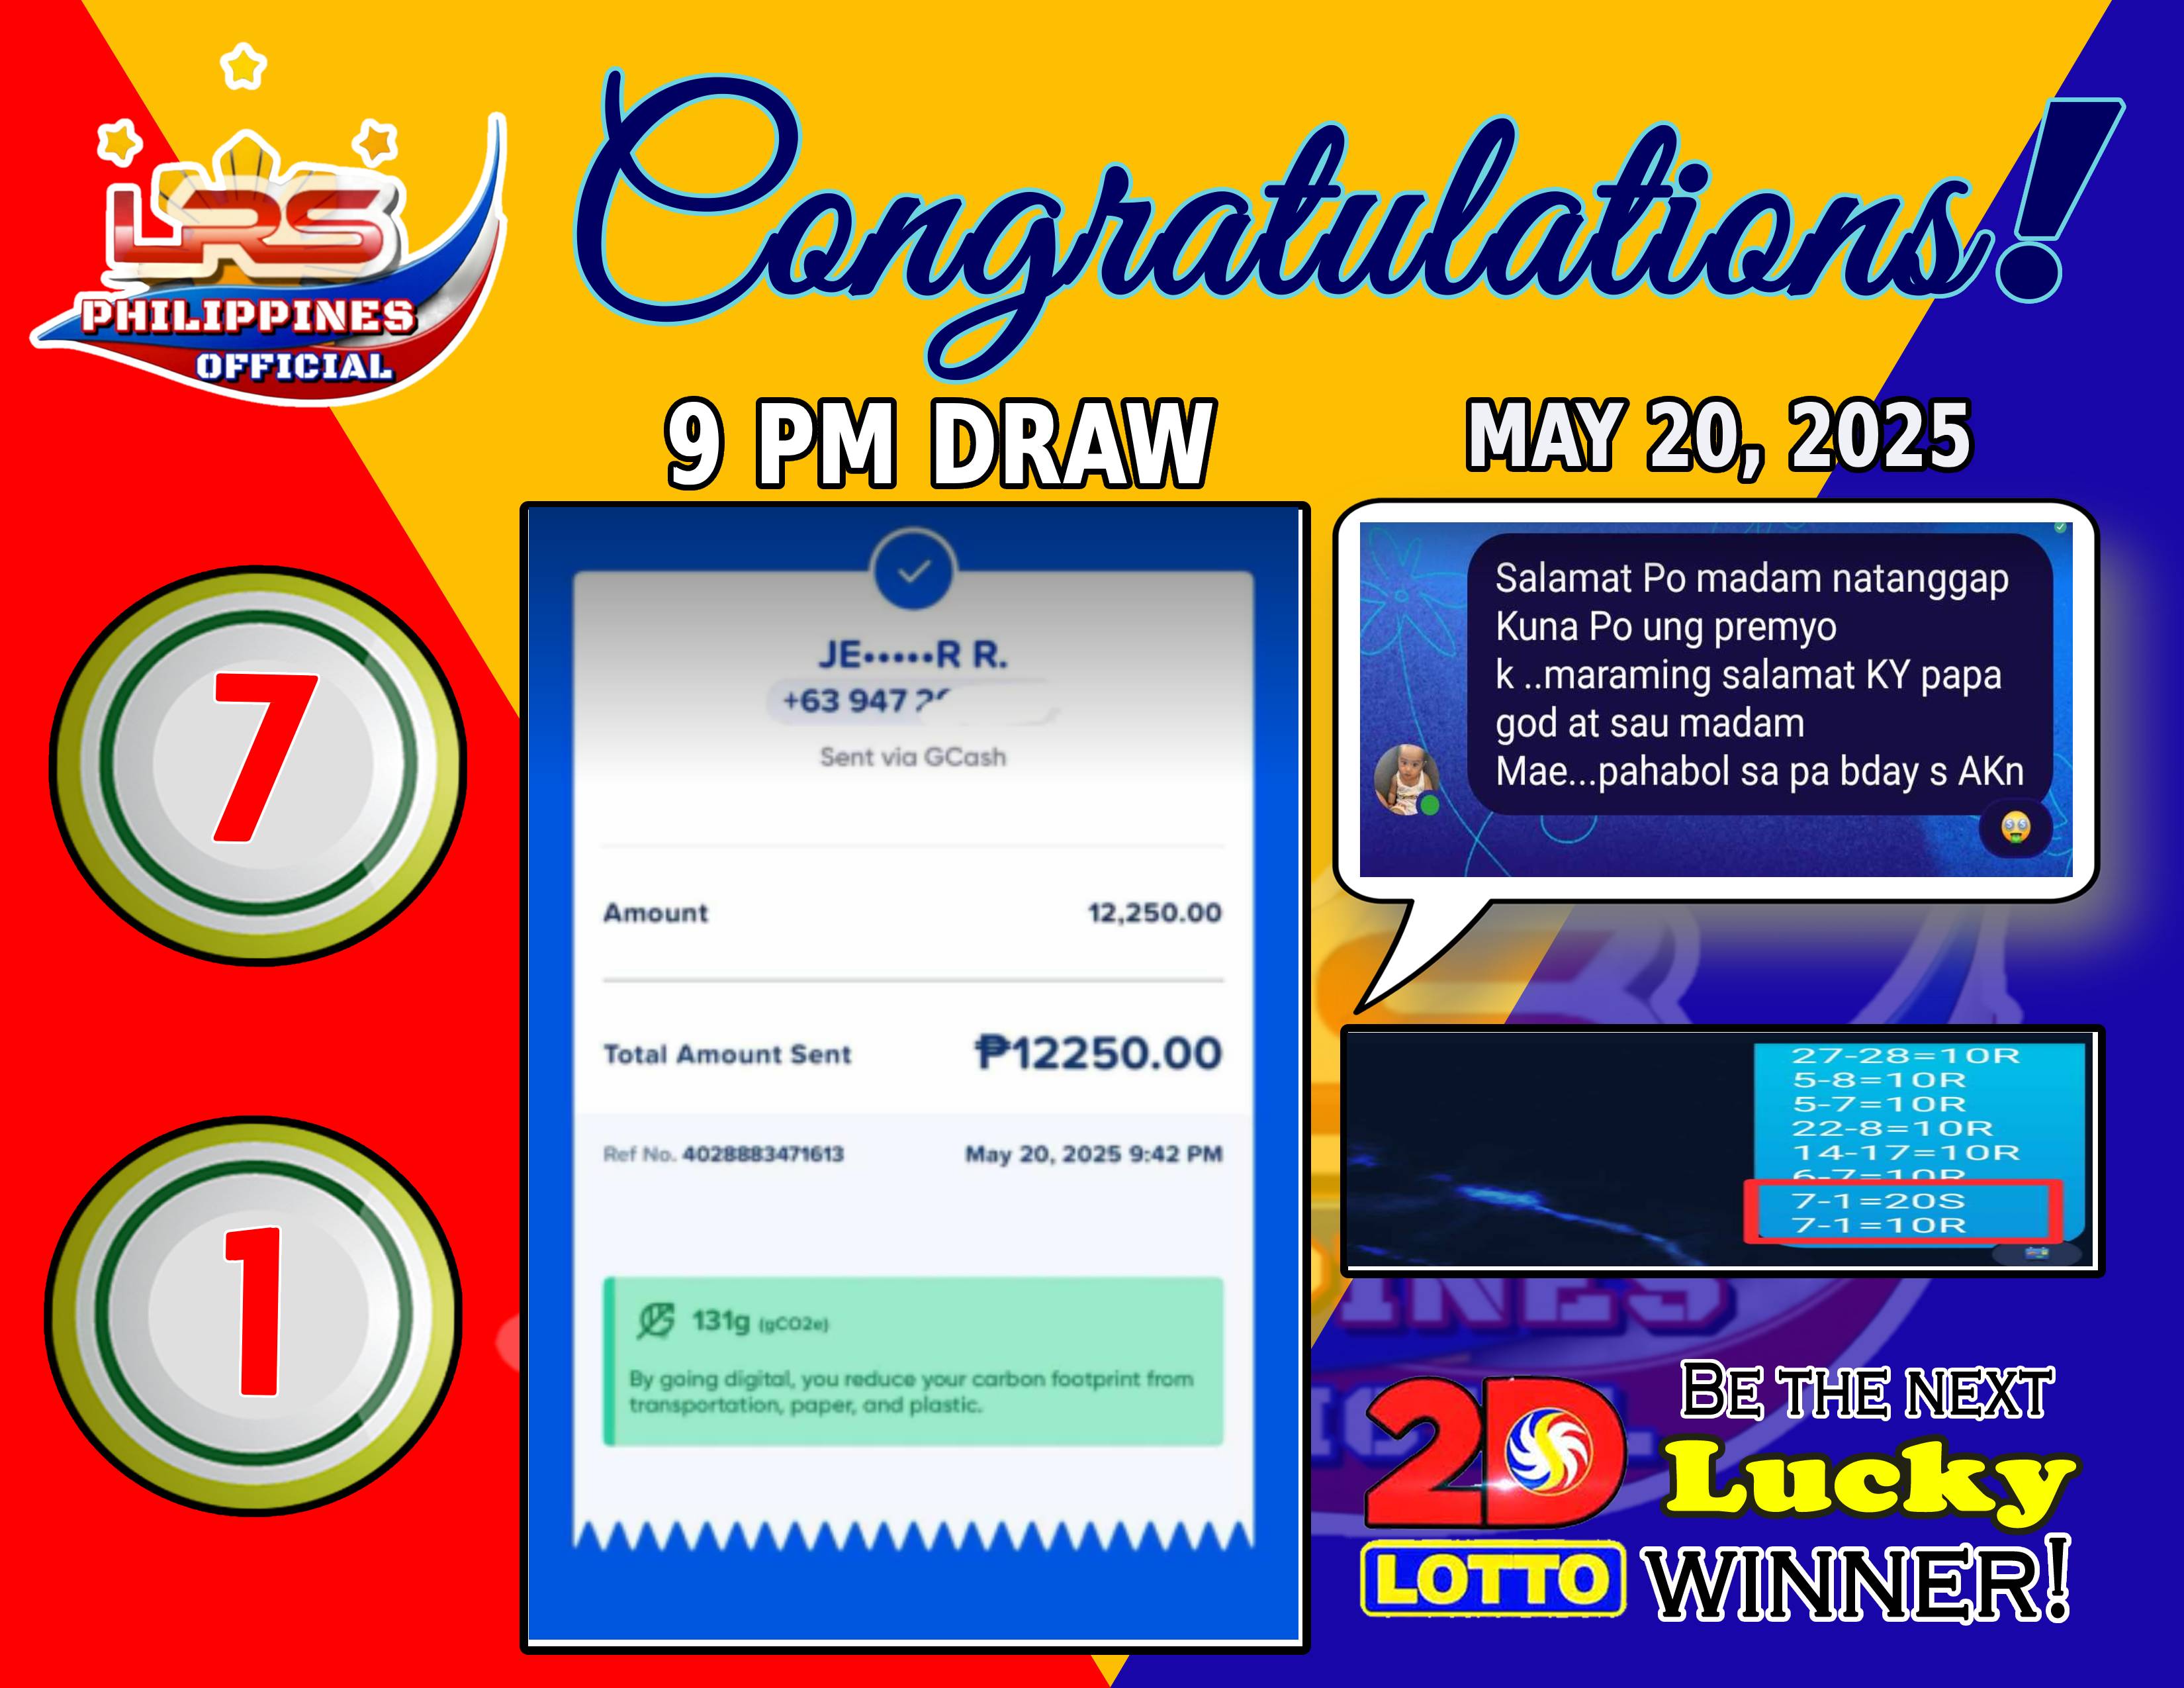 LRS
PHILIPPINES
OFFICIAL
Congratulations!
9 PM DRAW
MAY 20, 2025
7
1
JE•••••R R.
+63 947
Sent via GCash
Amount 12,250.00
Total Amount Sent ₱12250.00
Ref No. 4028883471613 May 20, 2025 9:42 PM
131g (gCO2e)
By going digital, you reduce your carbon footprint from
transportation, paper, and plastic.
Salamat Po madam natanggap
Kuna Po ung premyo
k ..maraming salamat KY papa
god at sau madam
Mae...pahabol sa pa bday s AKn
27-28=10R
5-8=10R
5-7=10R
22-8=10R
14-17=10R
6-7=10R
7-1=20S
7-1=10R
2D
LOTTO
BE THE NEXT
Lucky
WINNER!